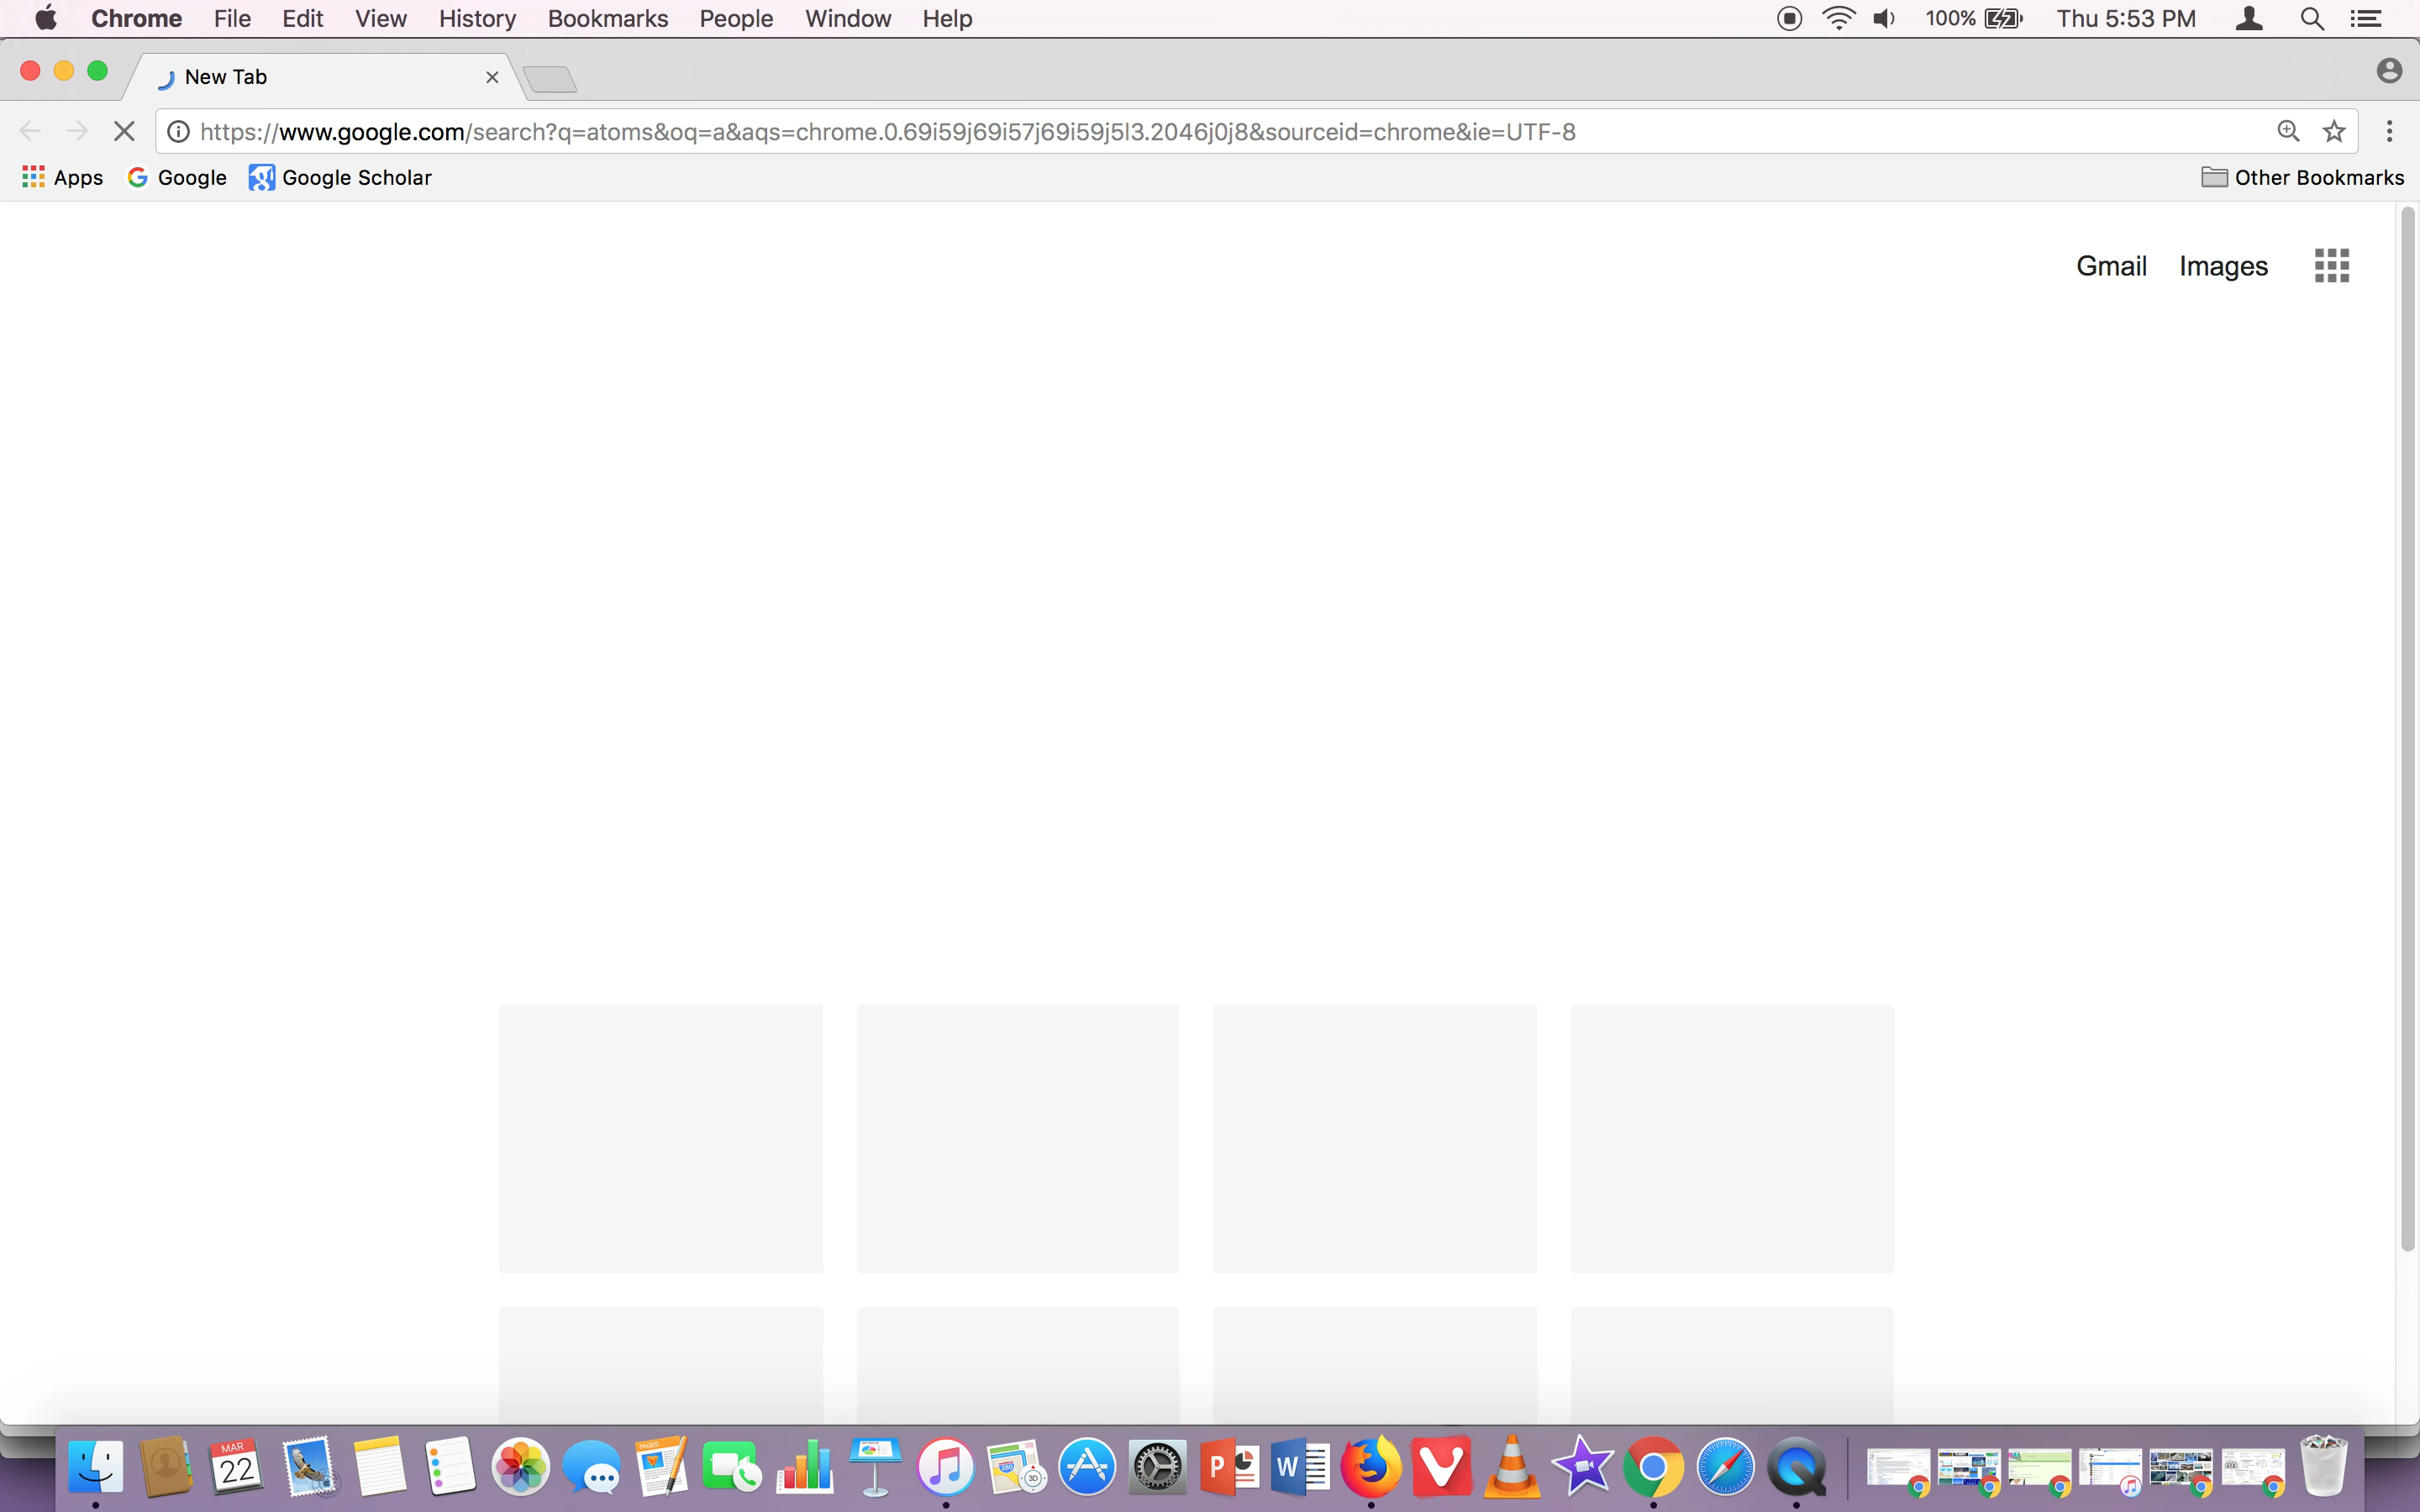 Chrome File Edit View History Bookmarks People Window Help 100% Thu 5:53 PM
New Tab
https://www.google.com/search?q=atoms&oq=a&aqs=chrome.0.69i59j69i57j69i59j5l3.2046j0j8&sourceid=chrome&ie=UTF-8
Apps Google Google Scholar Other Bookmarks
Gmail Images
MAR
22
PAGES
3D
P
W